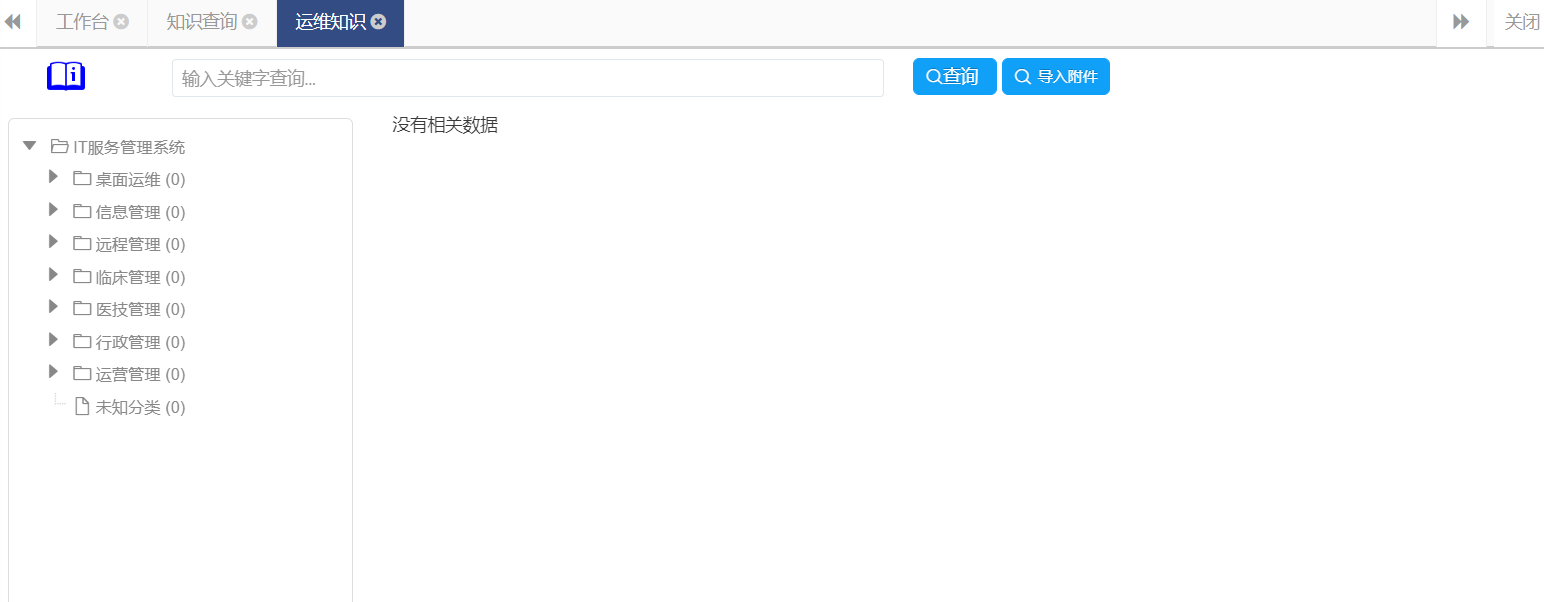 工作台 知识查询 运维知识 关闭
输入关键字查询... 查询 导入附件
没有相关数据
IT服务管理系统
桌面运维 (0)
信息管理 (0)
远程管理 (0)
临床管理 (0)
医技管理 (0)
行政管理 (0)
运营管理 (0)
未知分类 (0)